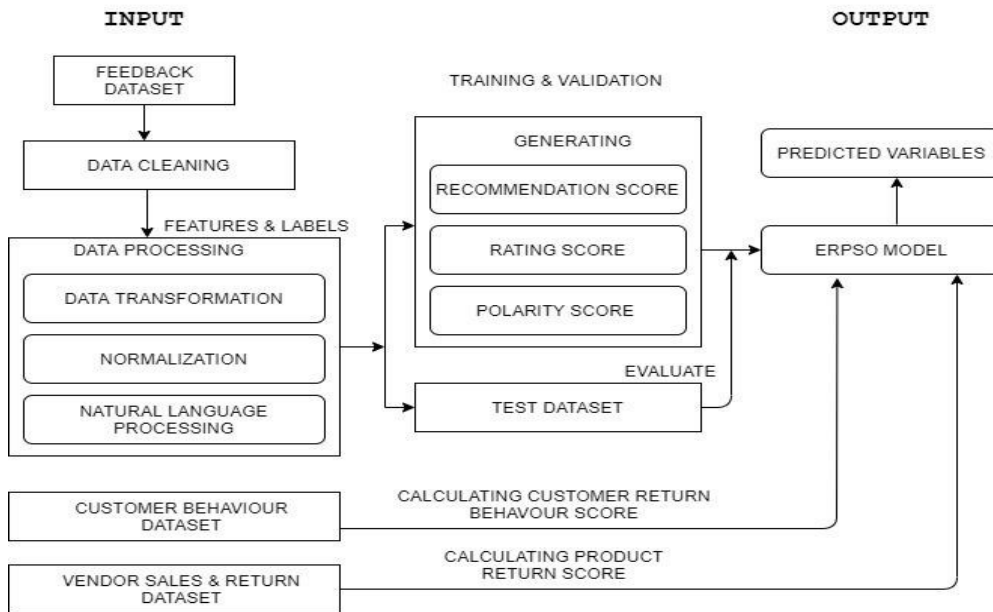 INPUT
OUTPUT
FEEDBACK
DATASET
TRAINING & VALIDATION
DATA CLEANING
GENERATING
PREDICTED VARIABLES
RECOMMENDATION SCORE
FEATURES & LABELS
DATA PROCESSING
RATING SCORE
ERPSO MODEL
DATA TRANSFORMATION
POLARITY SCORE
NORMALIZATION
EVALUATE
NATURAL LANGUAGE
PROCESSING
TEST DATASET
CUSTOMER BEHAVIOUR
DATASET
CALCULATING CUSTOMER RETURN
BEHAVOUR SCORE
VENDOR SALES & RETURN
DATASET
CALCULATING PRODUCT
RETURN SCORE